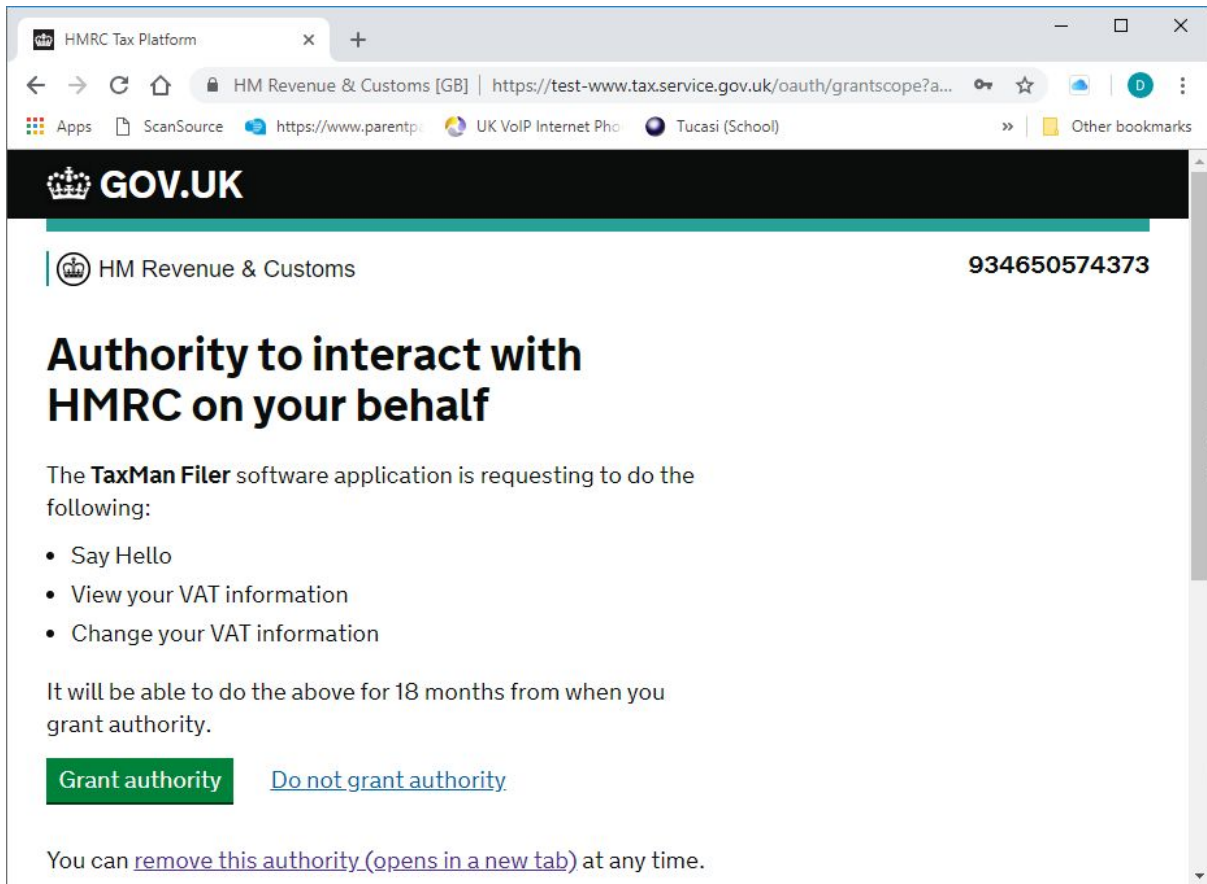 HMRC Tax Platform
HM Revenue & Customs [GB] | https://test-www.tax.service.gov.uk/oauth/grantscope?a... D
Apps ScanSource https://www.parentp UK VoIP Internet Pho Tucasi (School) » Other bookmarks
GOV.UK
HM Revenue & Customs 934650574373
Authority to interact with
HMRC on your behalf
The TaxMan Filer software application is requesting to do the
following:
• Say Hello
• View your VAT information
• Change your VAT information
It will be able to do the above for 18 months from when you
grant authority.
Grant authority Do not grant authority
You can remove this authority (opens in a new tab) at any time.